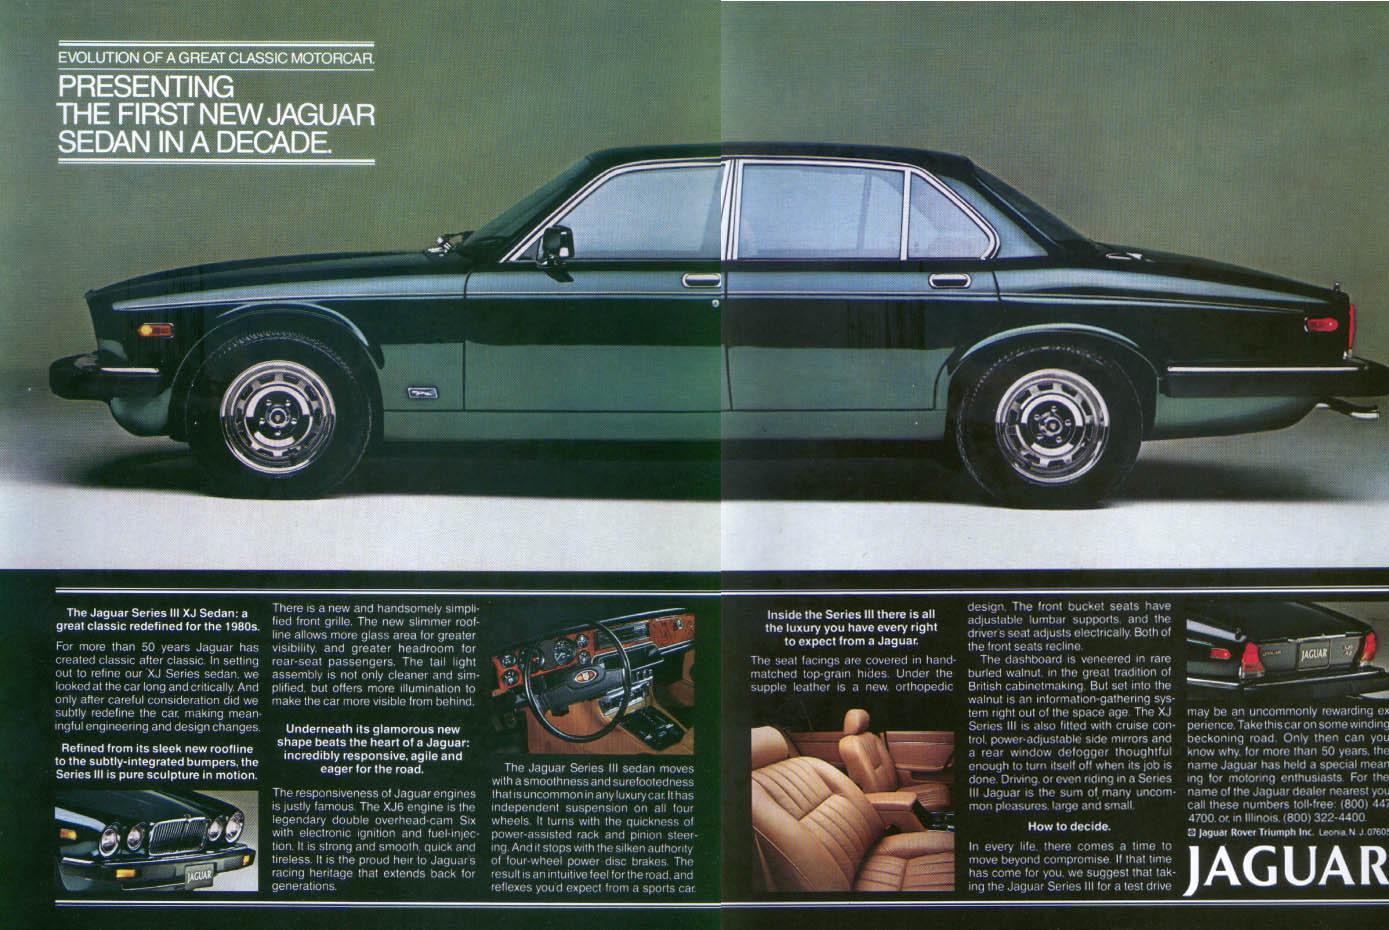 EVOLUTION OF A GREAT CLASSIC MOTORCAR.
PRESENTING
THE FIRST NEW JAGUAR
SEDAN IN A DECADE.
The Jaguar Series III XJ Sedan: a
great classic redefined for the 1980s.
For more than 50 years Jaguar has
created classic after classic. In setting
out to refine our XJ Series sedan, we
looked at the car long and critically. And
only after careful consideration did we
subtly redefine the car, making mean-
ingful engineering and design changes.
Refined from its sleek new roofline
to the subtly-integrated bumpers, the
Series III is pure sculpture in motion.
JAGUAR
There is a new and handsomely simpli-
fied front grille. The new slimmer roof-
line allows more glass area for greater
visibility, and greater headroom for
rear-seat passengers. The tail light
assembly is not only cleaner and sim-
plified, but offers more illumination to
make the car more visible from behind.
Underneath its glamorous new
shape beats the heart of a Jaguar:
incredibly responsive, agile and
eager for the road.
The responsiveness of Jaguar engines
is justly famous. The XJ6 engine is the
legendary double overhead-cam Six
with electronic ignition and fuel-injec-
tion. It is strong and smooth, quick and
tireless. It is the proud heir to Jaguar's
racing heritage that extends back for
generations.
The Jaguar Series III sedan moves
with a smoothness and surefootedness
that is uncommon in any luxury car. It has
independent suspension on all four
wheels. It turns with the quickness of
power-assisted rack and pinion steer-
ing. And it stops with the silken authority
of four-wheel power disc brakes. The
result is an intuitive feel for the road, and
reflexes you'd expect from a sports car.
Inside the Series III there is all
the luxury you have every right
to expect from a Jaguar.
The seat facings are covered in hand-
matched top-grain hides. Under the
supple leather is a new, orthopedic
design. The front bucket seats have
adjustable lumbar supports, and the
driver's seat adjusts electrically. Both of
the front seats recline.
The dashboard is veneered in rare
burled walnut, in the great tradition of
British cabinetmaking. But set into the
walnut is an information-gathering sys-
tem right out of the space age. The XJ
Series III is also fitted with cruise con-
trol, power-adjustable side mirrors and
a rear window defogger thoughtful
enough to turn itself off when its job is
done. Driving, or even riding in a Series
III Jaguar is the sum of many uncom-
mon pleasures, large and small.
How to decide.
In every life, there comes a time to
move beyond compromise. If that time
has come for you, we suggest that tak-
ing the Jaguar Series III for a test drive
JAGUAR
may be an uncommonly rewarding ex
perience. Take this car on some winding
beckoning road. Only then can you
know why, for more than 50 years, the
name Jaguar has held a special mean
ing for motoring enthusiasts. For the
name of the Jaguar dealer nearest you
call these numbers toll-free: (800) 447
4700, or, in Illinois, (800) 322-4400.
Jaguar Rover Triumph Inc. Leonia, N.J. 07605
JAGUAR